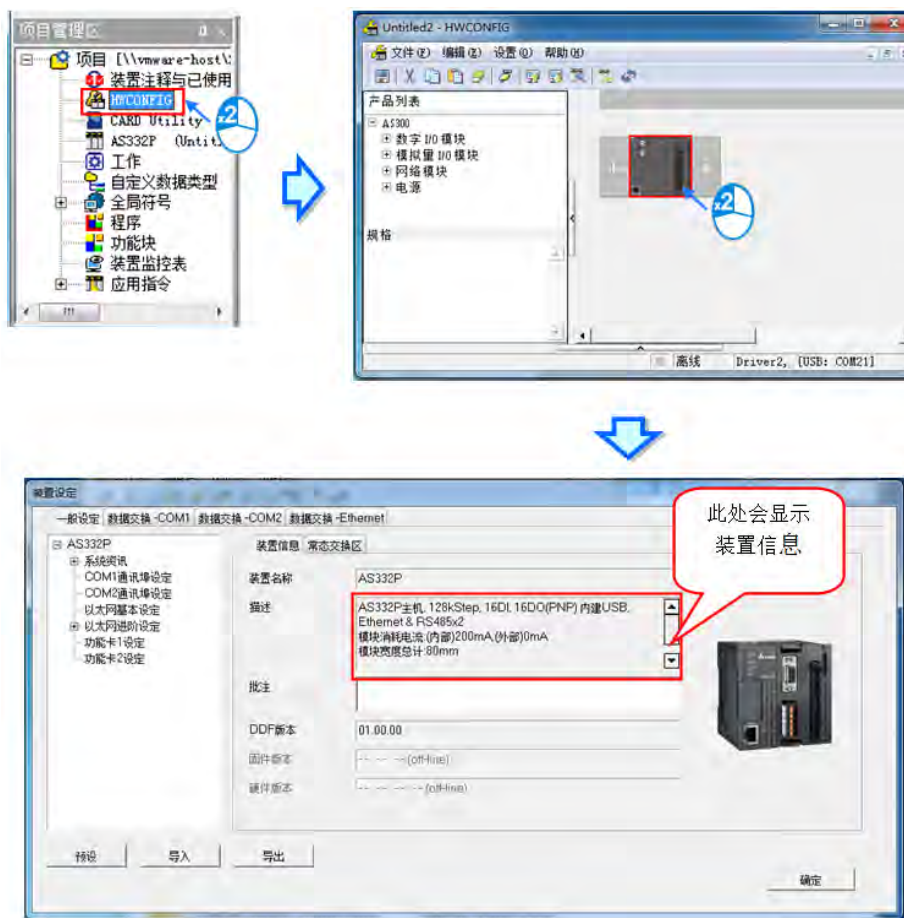 项目管理区
项目 [\\vmware-host\
装置注释与已使用
HWCONFIG
CARD Utility
AS332P (Untit
工作
自定义数据类型
全局符号
程序
功能块
装置监控表
应用指令
x2
Untitled2 - HWCONFIG
文件(F) 编辑(E) 设置(O) 帮助(H)
产品列表
AS300
数字 I/O 模块
模拟量 I/O 模块
网络模块
电源
规格
x2
离线 Driver2, [USB: COM21]
装置设定
一般设定 数据交换-COM1 数据交换-COM2 数据交换-Ethernet
此处会显示
装置信息
AS332P
系统资讯
COM1通讯埠设定
COM2通讯埠设定
以太网基本设定
以太网进阶设定
功能卡1设定
功能卡2设定
装置信息 常态交换区
装置名称 AS332P
描述 AS332P主机, 128kStep, 16DI, 16DO(PNP) 内建USB,
Ethernet & RS485x2
模块消耗电流:(内部)200mA,(外部)0mA
模块宽度总计:80mm
批注
DDF版本 01.00.00
固件版本 -- -- -- (off-line)
硬件版本 -- -- -- -- (off-line)
预设 导入 导出
确定